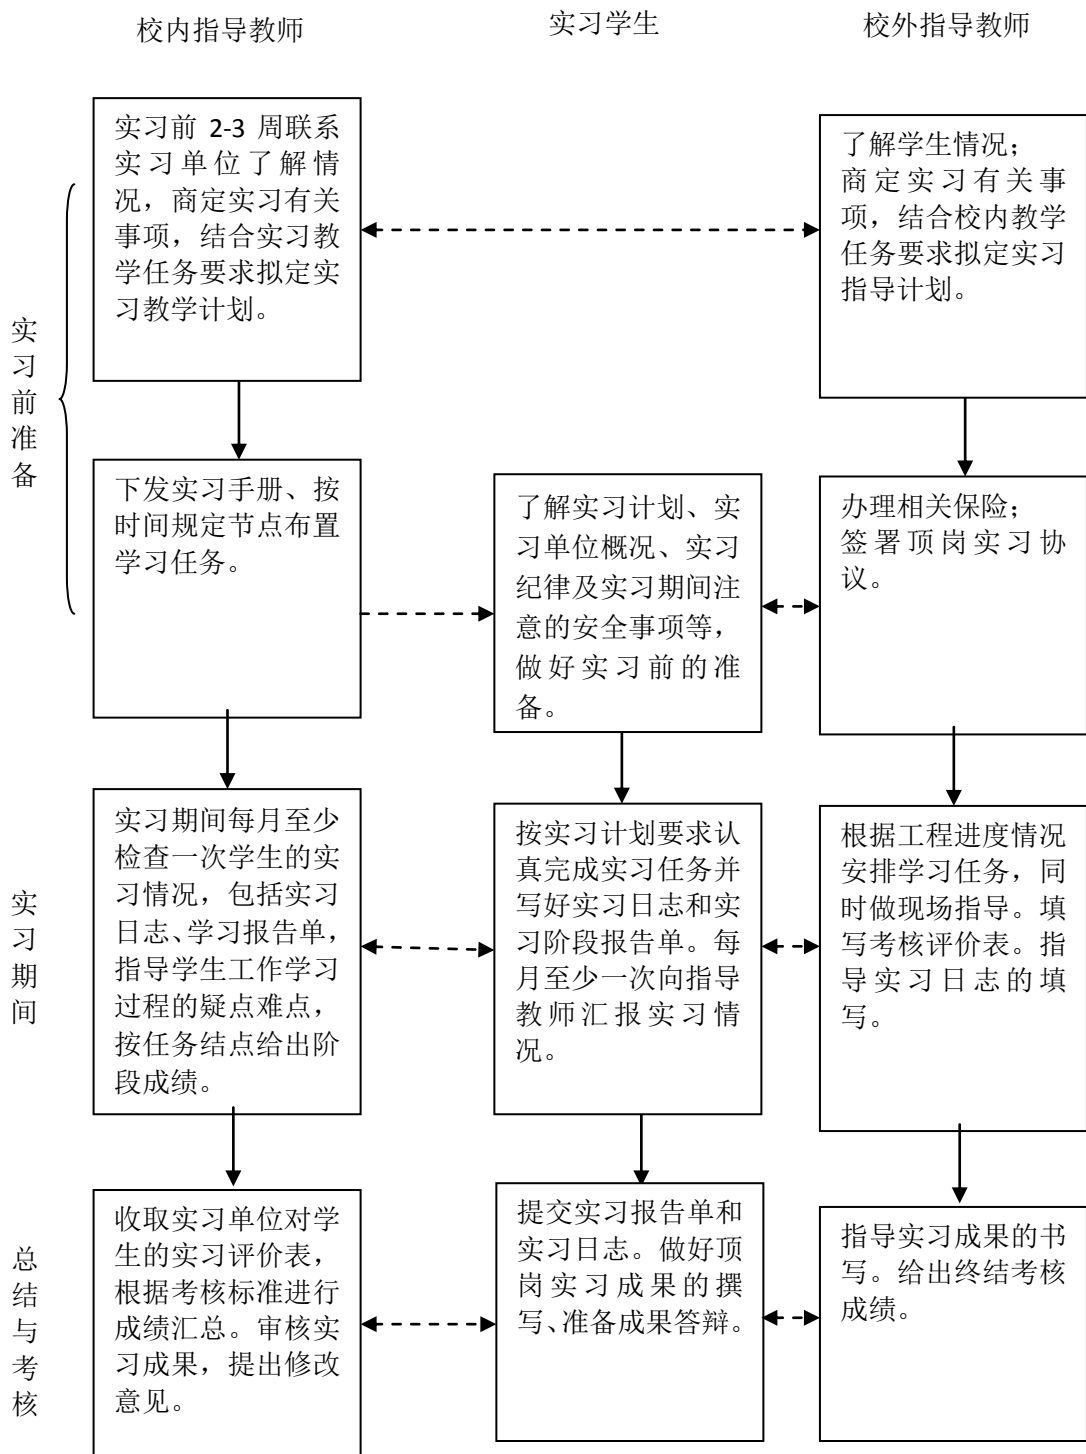 校内指导教师
实习学生
校外指导教师
实习前准备
实习前 2-3 周联系
实习单位了解情
况，商定实习有关
事项，结合实习教
学任务要求拟定实
习教学计划。
了解学生情况；
商定实习有关事
项，结合校内教学
任务要求拟定实习
指导计划。
下发实习手册、按
时间规定节点布置
学习任务。
了解实习计划、实
习单位概况、实习
纪律及实习期间注
意的安全事项等，
做好实习前的准
备。
办理相关保险；
签署顶岗实习协
议。
实习期间
实习期间每月至少
检查一次学生的实
习情况，包括实习
日志、学习报告单，
指导学生工作学习
过程的疑点难点，
按任务结点给出阶
段成绩。
按实习计划要求认
真完成实习任务并
写好实习日志和实
习阶段报告单。每
月至少一次向指导
教师汇报实习情
况。
根据工程进度情况
安排学习任务，同
时做现场指导。填
写考核评价表。指
导实习日志的填
写。
总结与考核
收取实习单位对学
生的实习评价表，
根据考核标准进行
成绩汇总。审核实
习成果，提出修改
意见。
提交实习报告单和
实习日志。做好顶
岗实习成果的撰
写、准备成果答辩。
指导实习成果的书
写。给出终结考核
成绩。